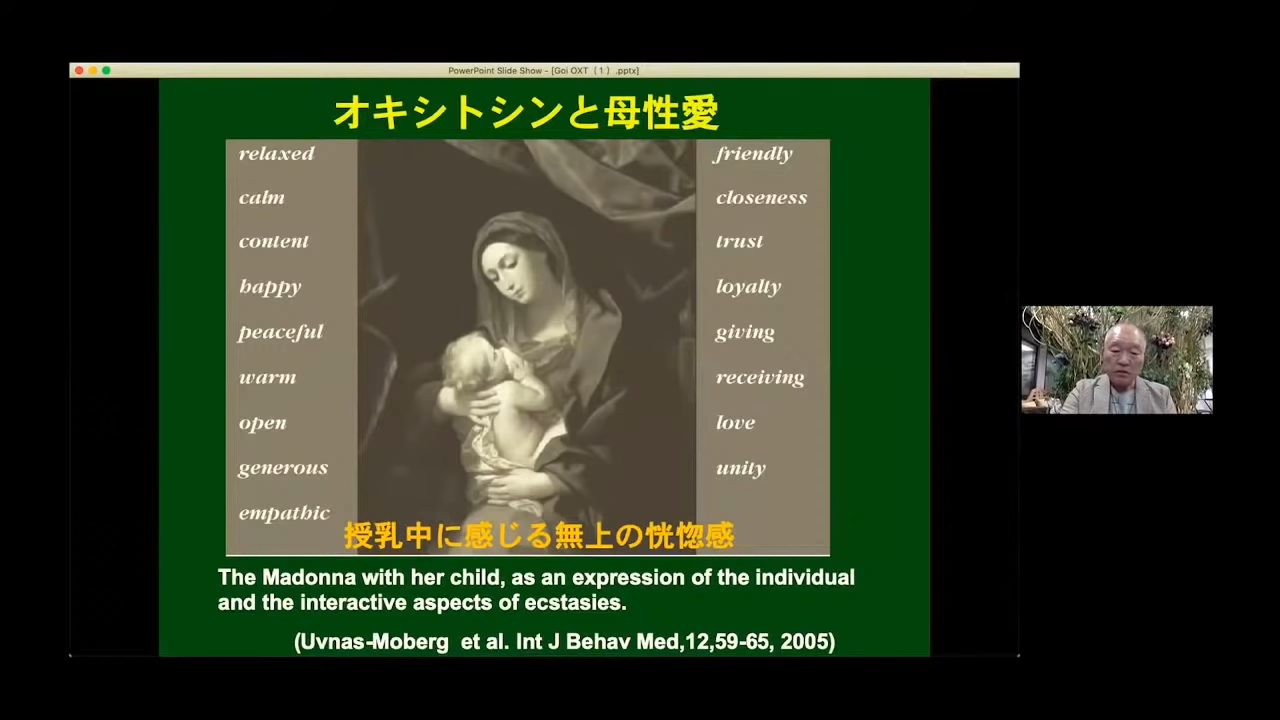 PowerPoint Slide Show - [Goi OXT（1）.pptx]
オキシトシンと母性愛
relaxed
calm
content
happy
peaceful
warm
open
generous
empathic
friendly
closeness
trust
loyalty
giving
receiving
love
unity
授乳中に感じる無上の恍惚感
The Madonna with her child, as an expression of the individual
and the interactive aspects of ecstasies.
(Uvnas-Moberg et al. Int J Behav Med,12,59-65, 2005)